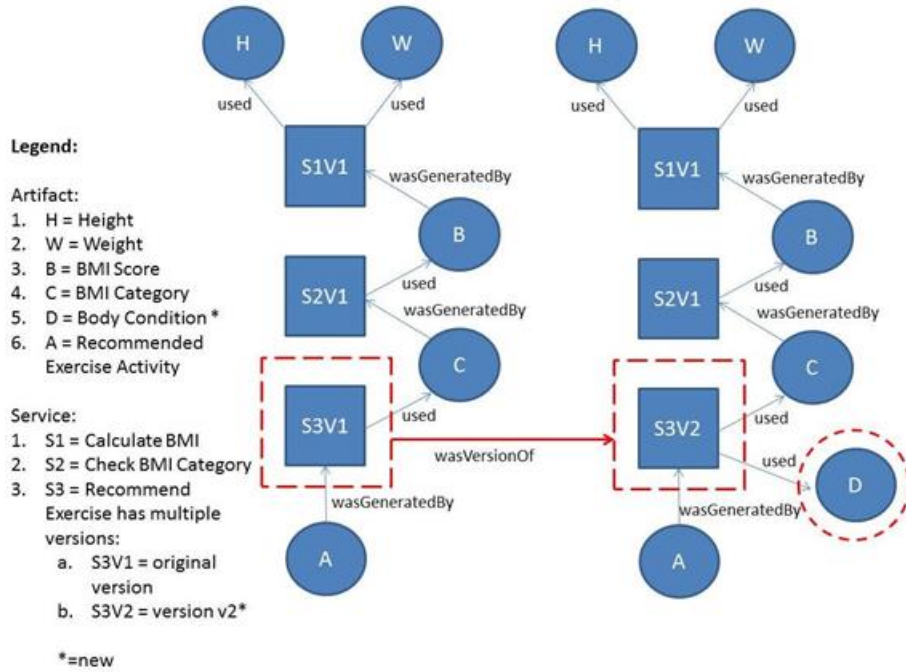 H
W
H
W
used
used
used
used
Legend:
S1V1
S1V1
wasGeneratedBy
wasGeneratedBy
Artifact:
1. H = Height
2. W = Weight
3. B = BMI Score
4. C = BMI Category
5. D = Body Condition *
6. A = Recommended
Exercise Activity
B
B
S2V1
used
S2V1
used
wasGeneratedBy
wasGeneratedBy
C
C
Service:
1. S1 = Calculate BMI
2. S2 = Check BMI Category
3. S3 = Recommend
Exercise has multiple
versions:
a. S3V1 = original
version
b. S3V2 = version v2*
*=new
S3V1
used
S3V2
used
wasVersionOf
used
D
wasGeneratedBy
wasGeneratedBy
A
A